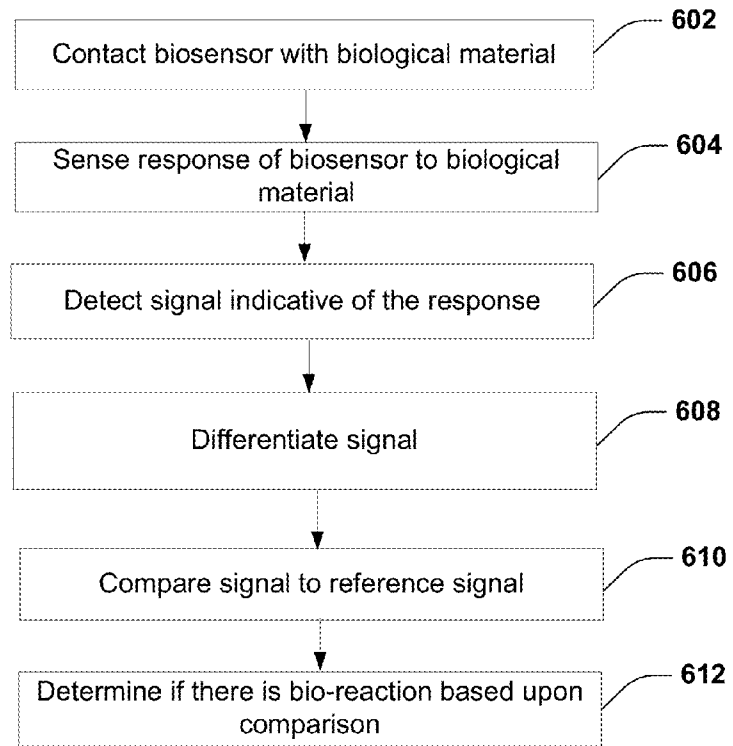 602
Contact biosensor with biological material
604
Sense response of biosensor to biological
material
606
Detect signal indicative of the response
608
Differentiate signal
610
Compare signal to reference signal
612
Determine if there is bio-reaction based upon
comparison